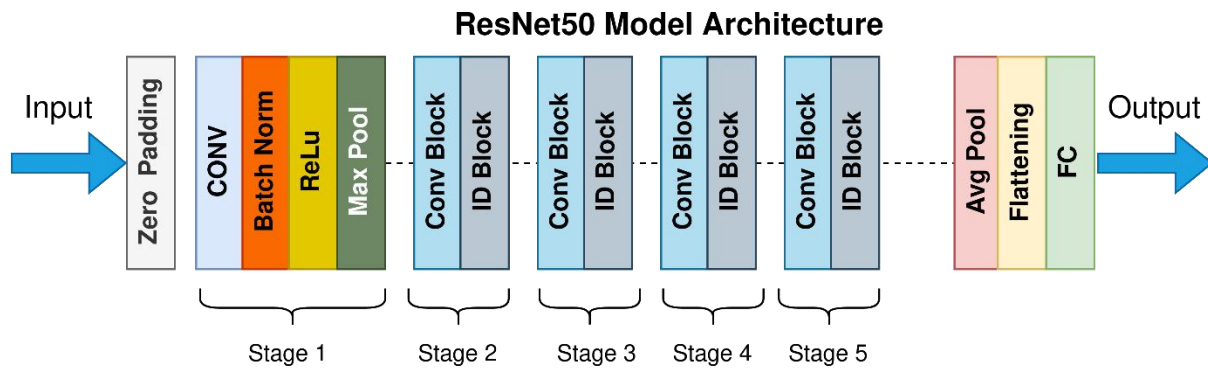 ResNet50 Model Architecture
Input
Zero Padding
CONV
Batch Norm
ReLu
Max Pool
Conv Block
ID Block
Conv Block
ID Block
Conv Block
ID Block
Conv Block
ID Block
Avg Pool
Flattening
FC
Output
Stage 1
Stage 2
Stage 3
Stage 4
Stage 5